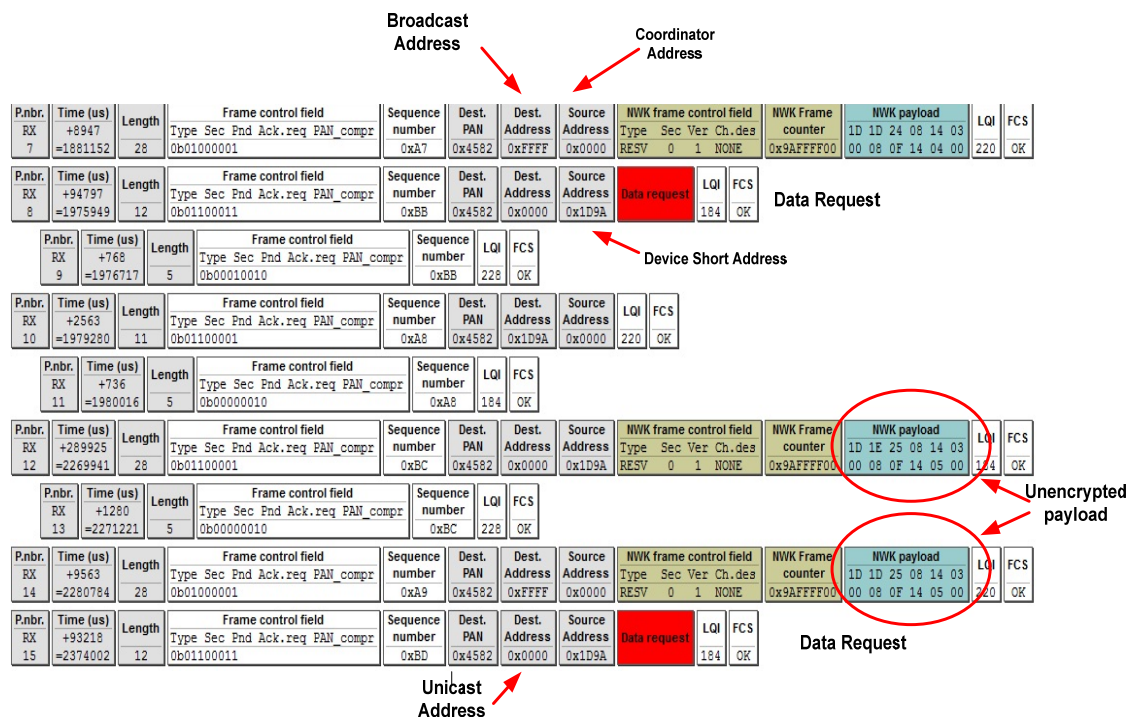 Broadcast
Address
Coordinator
Address
P.nbr. Time (us) Length Frame control field Sequence Dest. Dest. Source NWK frame control field NWK Frame NWK payload LQI FCS
RX +8947 Type Sec Pnd Ack.req PAN_compr number PAN Address Address Type Sec Ver Ch.des counter 1D 1D 24 08 14 03
7 =1881152 28 0b01000001 0xA7 0x4582 0xFFFF 0x0000 RESV 0 1 NONE 0x9AFFFF00 00 08 0F 14 04 00 220 OK
P.nbr. Time (us) Length Frame control field Sequence Dest. Dest. Source Data request LQI FCS
RX +94797 Type Sec Pnd Ack.req PAN_compr number PAN Address Address
8 =1975949 12 0b01100011 0xBB 0x4582 0x0000 0x1D9A 184 OK
Data Request
P.nbr. Time (us) Length Frame control field Sequence LQI FCS
RX +768 Type Sec Pnd Ack.req PAN_compr number
9 =1976717 5 0b00010010 0xBB 228 OK
Device Short Address
P.nbr. Time (us) Length Frame control field Sequence Dest. Dest. Source LQI FCS
RX +2563 Type Sec Pnd Ack.req PAN_compr number PAN Address Address
10 =1979280 11 0b01100001 0xA8 0x4582 0x1D9A 0x0000 220 OK
P.nbr. Time (us) Length Frame control field Sequence LQI FCS
RX +736 Type Sec Pnd Ack.req PAN_compr number
11 =1980016 5 0b00000010 0xA8 184 OK
P.nbr. Time (us) Length Frame control field Sequence Dest. Dest. Source NWK frame control field NWK Frame NWK payload LQI FCS
RX +289925 Type Sec Pnd Ack.req PAN_compr number PAN Address Address Type Sec Ver Ch.des counter 1D 1E 25 08 14 03
12 =2269941 28 0b01100001 0xBC 0x4582 0x0000 0x1D9A RESV 0 1 NONE 0x9AFFFF00 00 08 0F 14 05 00 184 OK
P.nbr. Time (us) Length Frame control field Sequence LQI FCS
RX +1280 Type Sec Pnd Ack.req PAN_compr number
13 =2271221 5 0b00000010 0xBC 228 OK
Unencrypted
payload
P.nbr. Time (us) Length Frame control field Sequence Dest. Dest. Source NWK frame control field NWK Frame NWK payload LQI FCS
RX +9563 Type Sec Pnd Ack.req PAN_compr number PAN Address Address Type Sec Ver Ch.des counter 1D 1D 25 08 14 03
14 =2280784 28 0b01000001 0xA9 0x4582 0xFFFF 0x0000 RESV 0 1 NONE 0x9AFFFF00 00 08 0F 14 05 00 220 OK
P.nbr. Time (us) Length Frame control field Sequence Dest. Dest. Source Data request LQI FCS
RX +93218 Type Sec Pnd Ack.req PAN_compr number PAN Address Address
15 =2374002 12 0b01100011 0xBD 0x4582 0x0000 0x1D9A 184 OK
Data Request
Unicast
Address